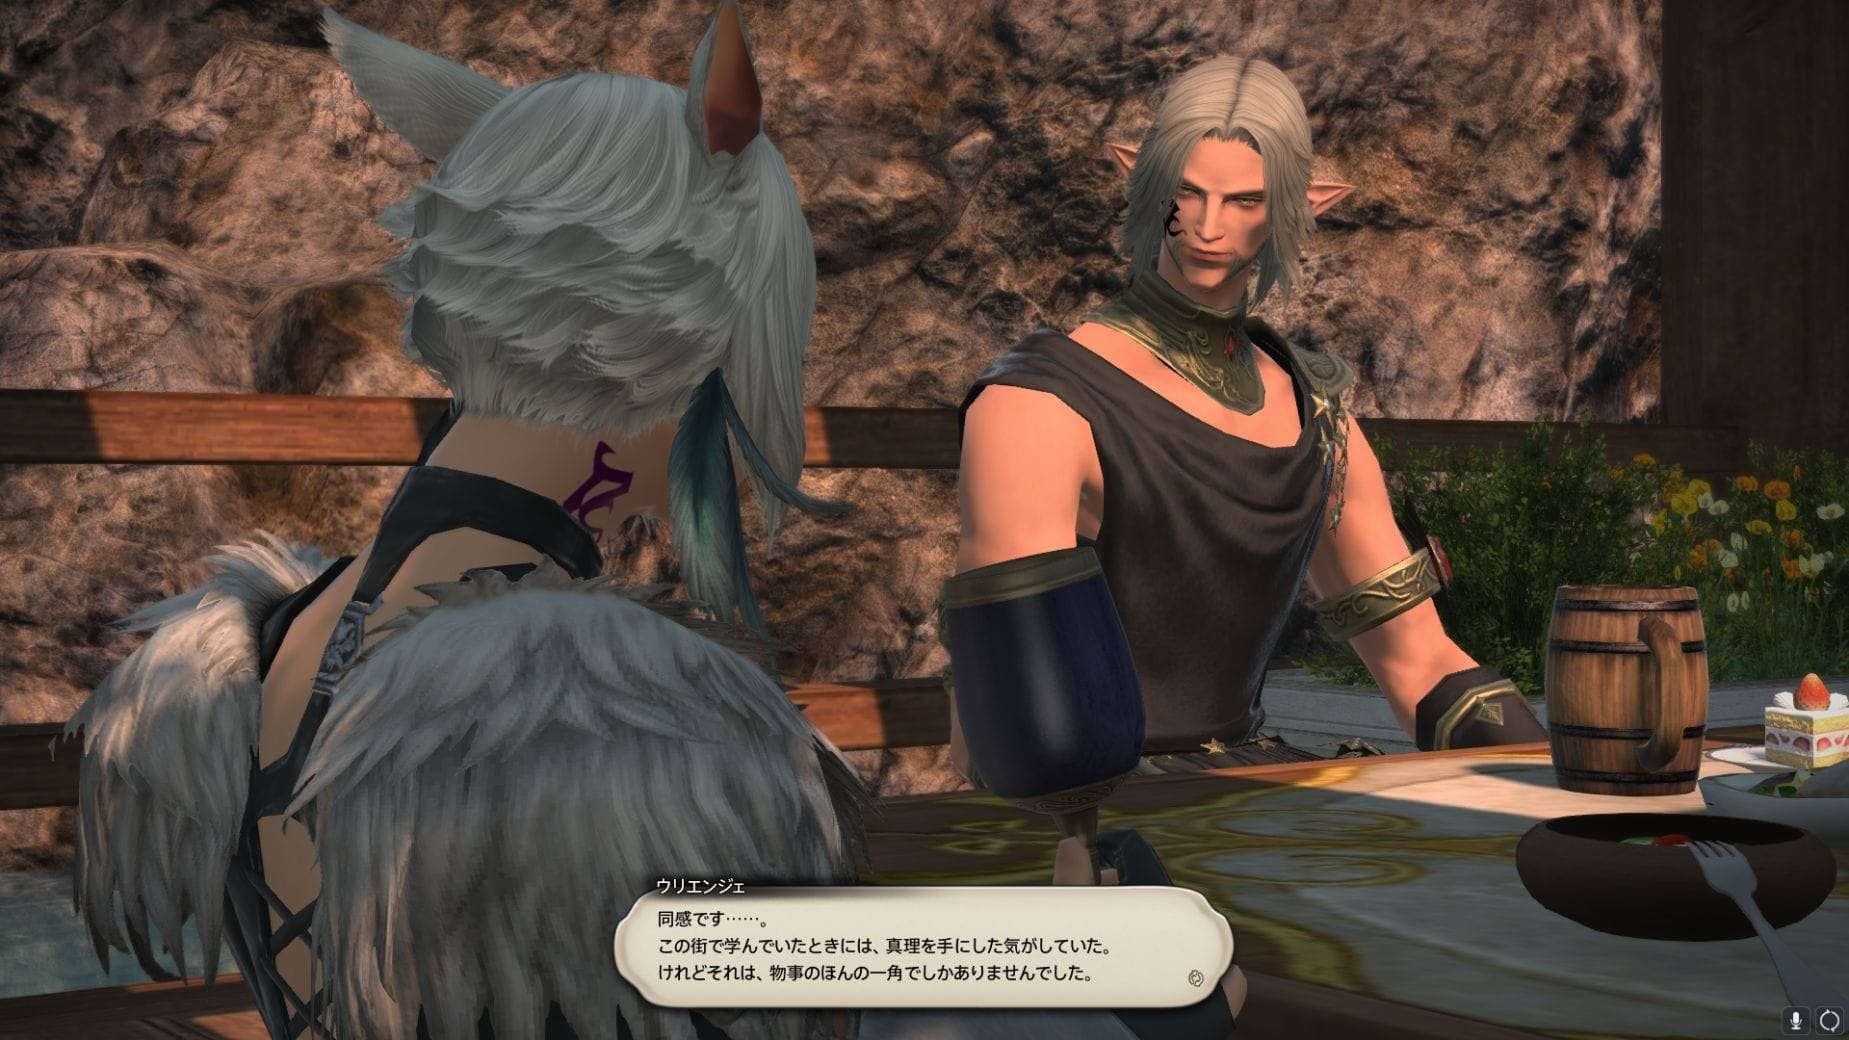 ウリエンジェ
同感です……。
この街で学んでいたときには、真理を手にした気がしていた。
けれどそれは、物事のほんの一角でしかありませんでした。